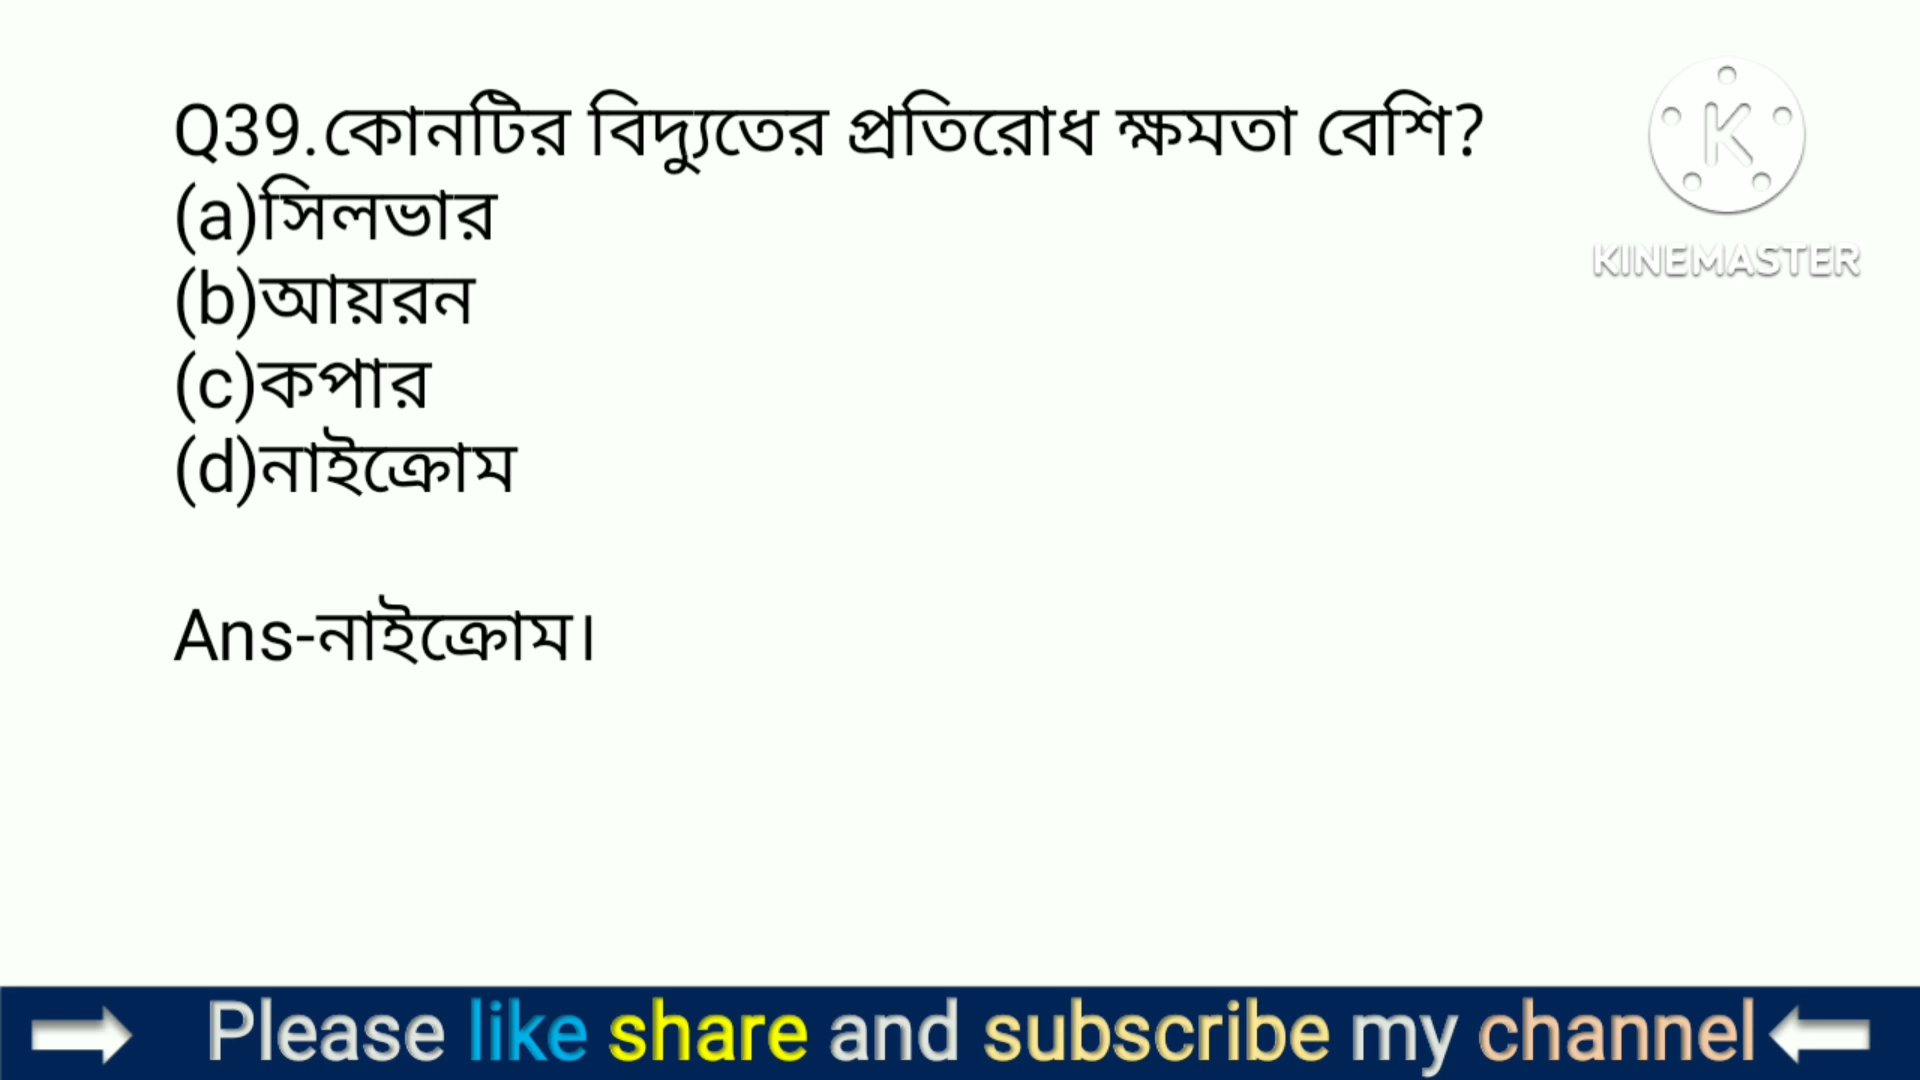 Q39.কোনটির বিদ্যুতের প্রতিরোধ ক্ষমতা বেশি?
(a)সিলভার
(b)আয়রন
(c)কপার
(d)নাইক্রোম
Ans-নাইক্রোম।
K
KINEMASTER
Please like share and subscribe my channel